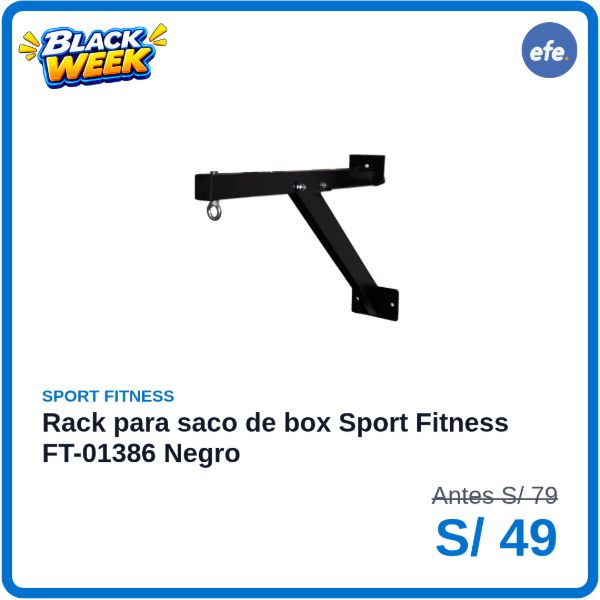 BLACK
WEEK
efe.
SPORT FITNESS
Rack para saco de box Sport Fitness
FT-01386 Negro
Antes S/ 79
S/ 49